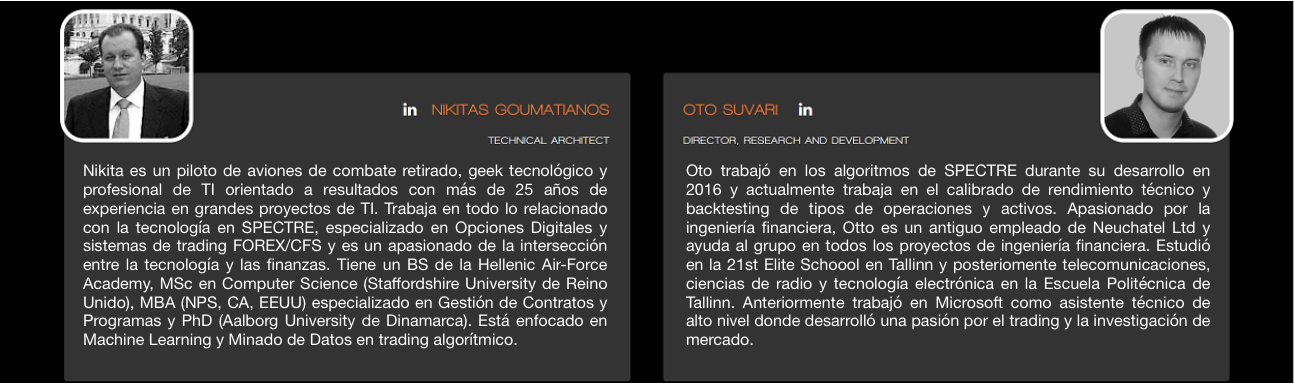 in NIKITAS GOUMATIANOS
TECHNICAL ARCHITECT
Nikita es un piloto de aviones de combate retirado, geek tecnológico y
profesional de TI orientado a resultados con más de 25 años de
experiencia en grandes proyectos de TI. Trabaja en todo lo relacionado
con la tecnología en SPECTRE, especializado en Opciones Digitales y
sistemas de trading FOREX/CFS y es un apasionado de la intersección
entre la tecnología y las finanzas. Tiene un BS de la Hellenic Air-Force
Academy, MSc en Computer Science (Staffordshire University de Reino
Unido), MBA (NPS, CA, EEUU) especializado en Gestión de Contratos y
Programas y PhD (Aalborg University de Dinamarca). Está enfocado en
Machine Learning y Minado de Datos en trading algorítmico.
OTO SUVARI in
DIRECTOR, RESEARCH AND DEVELOPMENT
Oto trabajó en los algoritmos de SPECTRE durante su desarrollo en
2016 y actualmente trabaja en el calibrado de rendimiento técnico y
backtesting de tipos de operaciones y activos. Apasionado por la
ingeniería financiera, Otto es un antiguo empleado de Neuchatel Ltd y
ayuda al grupo en todos los proyectos de ingeniería financiera. Estudió
en la 21st Elite Schoool en Tallinn y posteriomente telecomunicaciones,
ciencias de radio y tecnología electrónica en la Escuela Politécnica de
Tallinn. Anteriormente trabajó en Microsoft como asistente técnico de
alto nivel donde desarrolló una pasión por el trading y la investigación de
mercado.